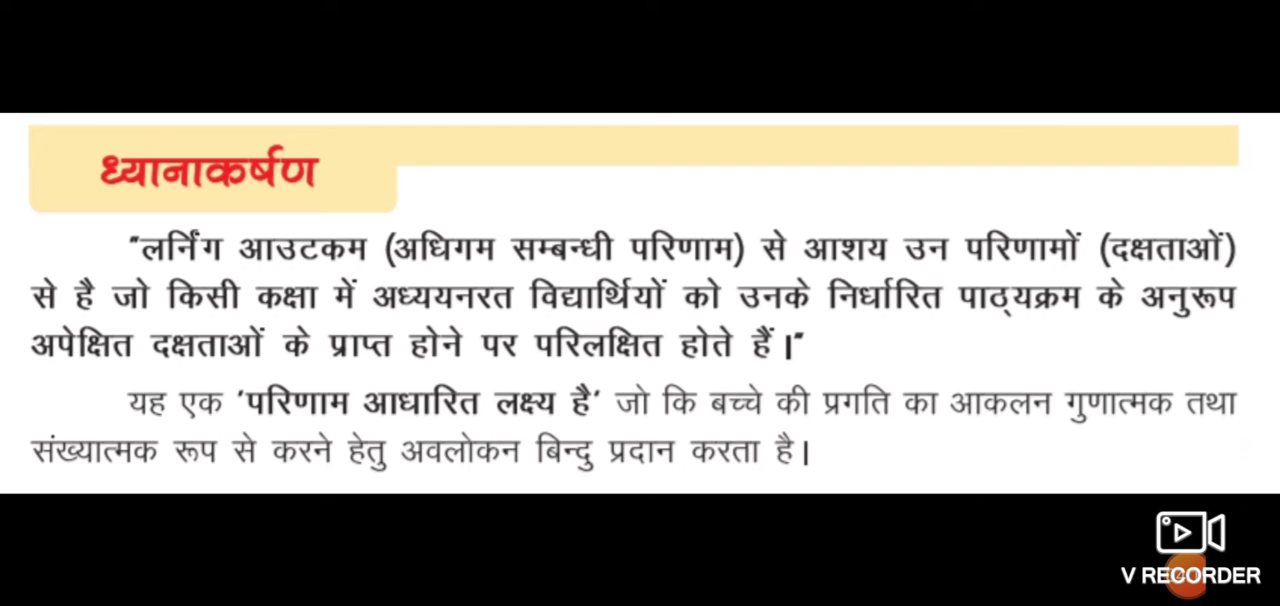 ध्यानाकर्षण
"लर्निंग आउटकम (अधिगम सम्बन्धी परिणाम) से आशय उन परिणामों (दक्षताओं)
से है जो किसी कक्षा में अध्ययनरत विद्यार्थियों को उनके निर्धारित पाठ्यक्रम के अनुरूप
अपेक्षित दक्षताओं के प्राप्त होने पर परिलक्षित होते हैं।"
यह एक 'परिणाम आधारित लक्ष्य है' जो कि बच्चे की प्रगति का आकलन गुणात्मक तथा
संख्यात्मक रूप से करने हेतु अवलोकन बिन्दु प्रदान करता है।
V RECORDER